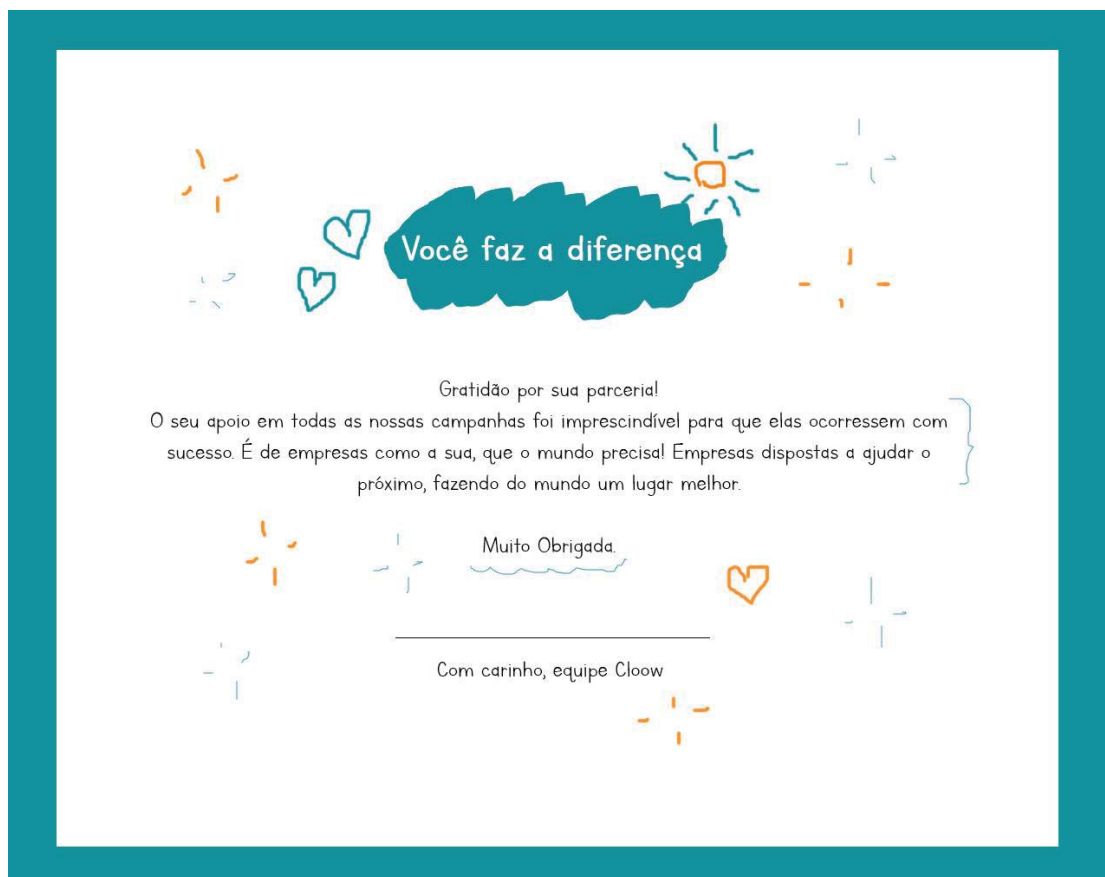 Você faz a diferença
Gratidão por sua parceria!
O seu apoio em todas as nossas campanhas foi imprescindível para que elas ocorressem com
sucesso. É de empresas como a sua, que o mundo precisa! Empresas dispostas a ajudar o
próximo, fazendo do mundo um lugar melhor.
Muito Obrigada.
Com carinho, equipe Cloow